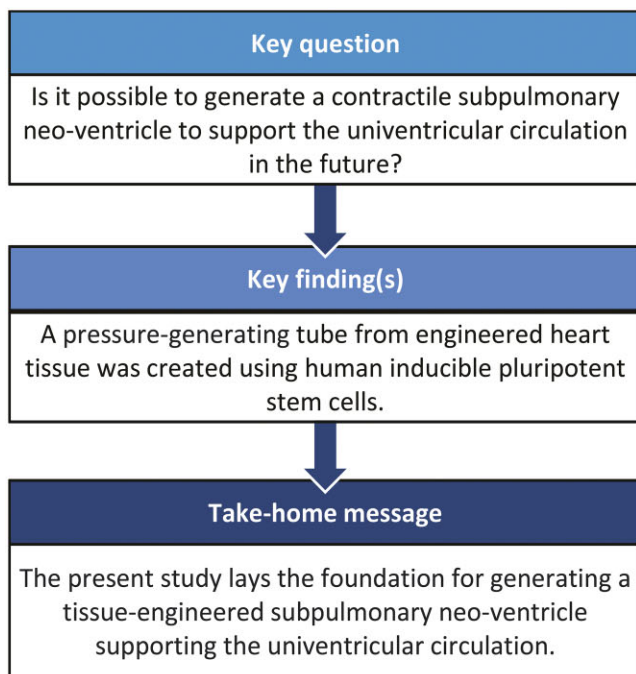 Key question
Is it possible to generate a contractile subpulmonary
neo-ventricle to support the univentricular circulation
in the future?
Key finding(s)
A pressure-generating tube from engineered heart
tissue was created using human inducible pluripotent
stem cells.
Take-home message
The present study lays the foundation for generating a
tissue-engineered subpulmonary neo-ventricle
supporting the univentricular circulation.